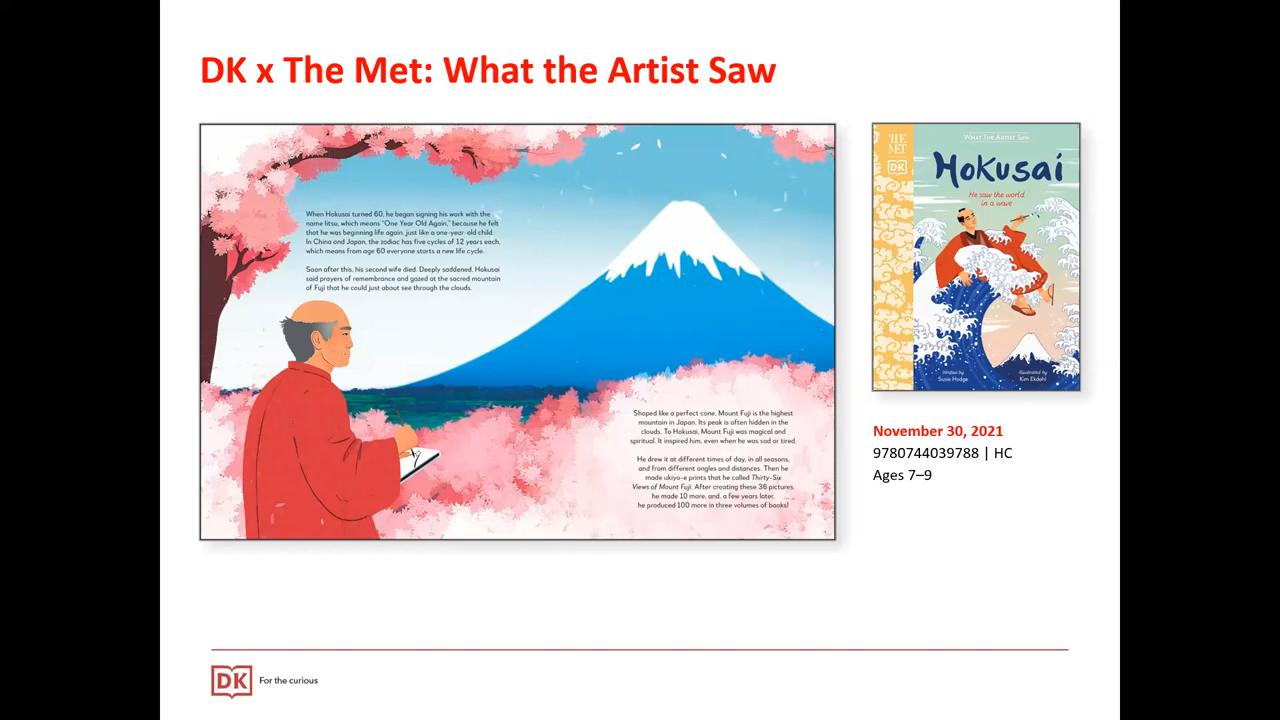 DK x The Met: What the Artist Saw
When Hokusai turned 60, he began signing his work with the
name Iitsu, which means "One Year Old Again," because he felt
that he was beginning life again, just like a one-year-old child.
In China and Japan, the zodiac has five cycles of 12 years each,
which means from age 60 everyone starts a new life cycle.
Soon after this, his second wife died. Deeply saddened, Hokusai
said prayers of remembrance and gazed at the sacred mountain
of Fuji that he could just about see through the clouds.
Shaped like a perfect cone, Mount Fuji is the highest
mountain in Japan. Its peak is often hidden in the
clouds. To Hokusai, Mount Fuji was magical and
spiritual. It inspired him, even when he was sad or tired.
He drew it at different times of day, in all seasons,
and from different angles and distances. Then he
made ukiyo-e prints that he called Thirty-Six
Views of Mount Fuji. After creating these 36 pictures,
he made 10 more, and, a few years later,
he produced 100 more in three volumes of books!
THE
MET
DK
What The Artist Saw
Hokusai
He saw the world
in a wave
Written by
Susie Hodge
Illustrated by
Kim Ekdahl
November 30, 2021
9780744039788 | HC
Ages 7–9
DK
For the curious